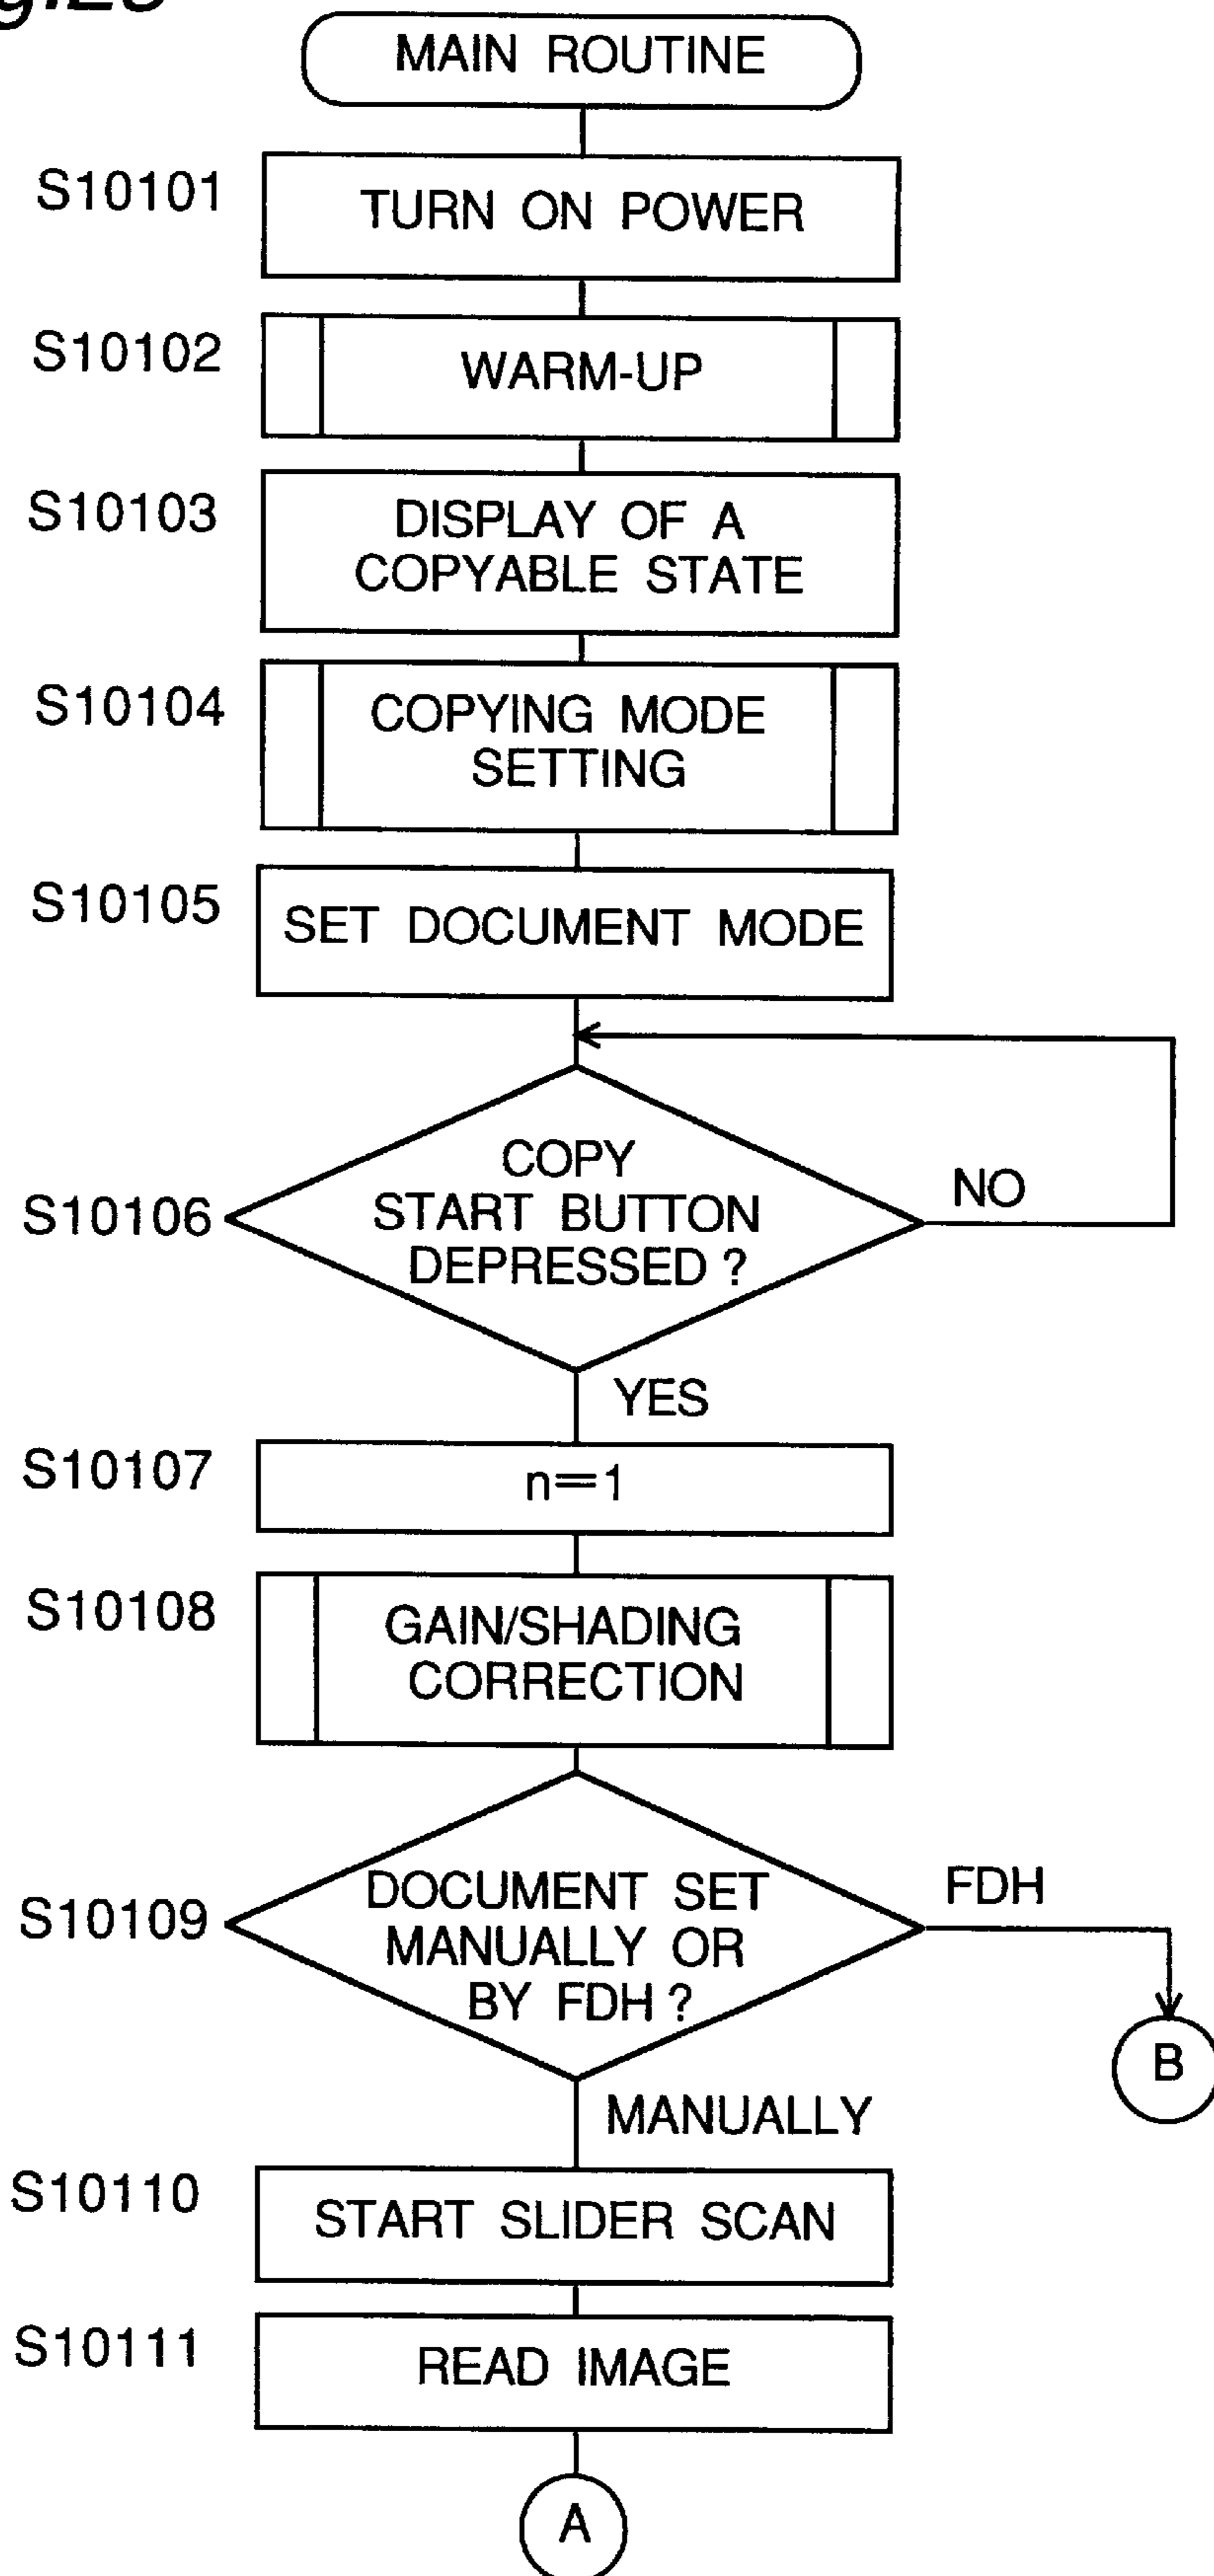 MAIN ROUTINE
S10101
TURN ON POWER
S10102
WARM-UP
S10103
DISPLAY OF A
COPYABLE STATE
S10104
COPYING MODE
SETTING
S10105
SET DOCUMENT MODE
S10106
COPY
START BUTTON
DEPRESSED ?
NO
YES
S10107
n=1
S10108
GAIN/SHADING
CORRECTION
S10109
DOCUMENT SET
MANUALLY OR
BY FDH ?
FDH
B
MANUALLY
S10110
START SLIDER SCAN
S10111
READ IMAGE
A